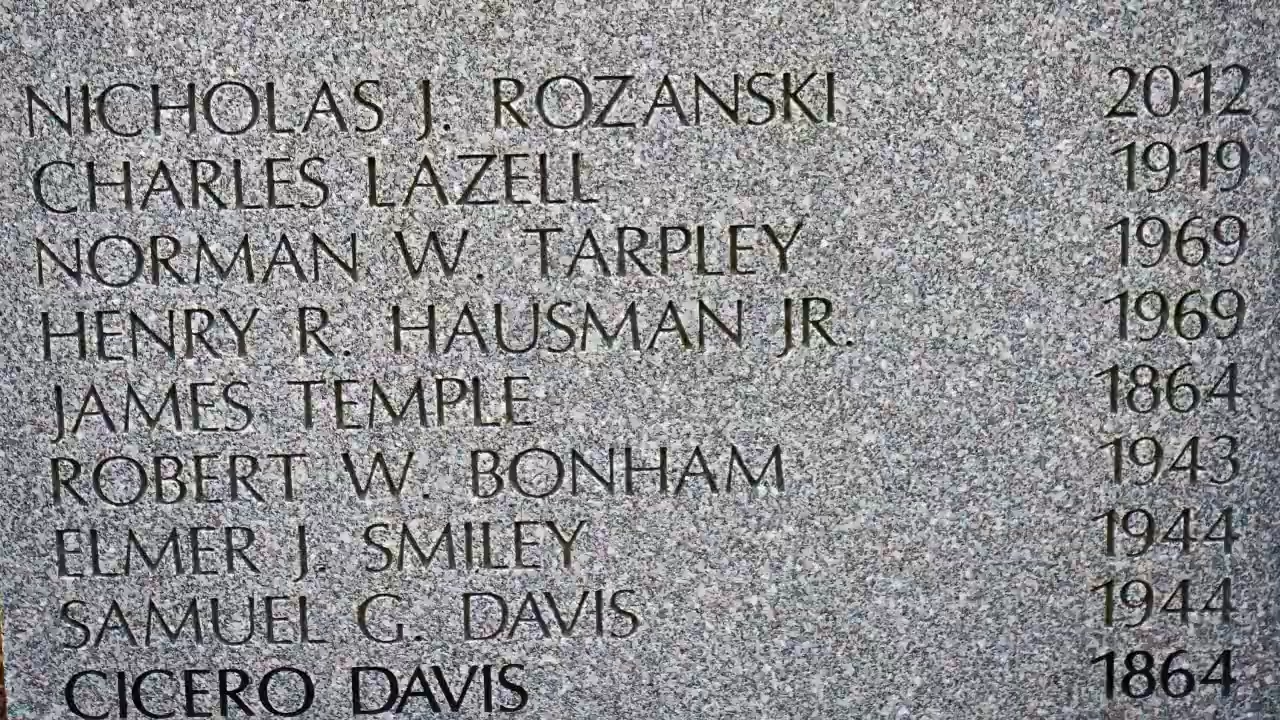 NICHOLAS J. ROZANSKI 2012
CHARLES LAZELL 1919
NORMAN W. TARPLEY 1969
HENRY R. HAUSMAN JR. 1969
JAMES TEMPLE 1864
ROBERT W. BONHAM 1943
ELMER J. SMILEY 1944
SAMUEL G. DAVIS 1944
CICERO DAVIS 1864